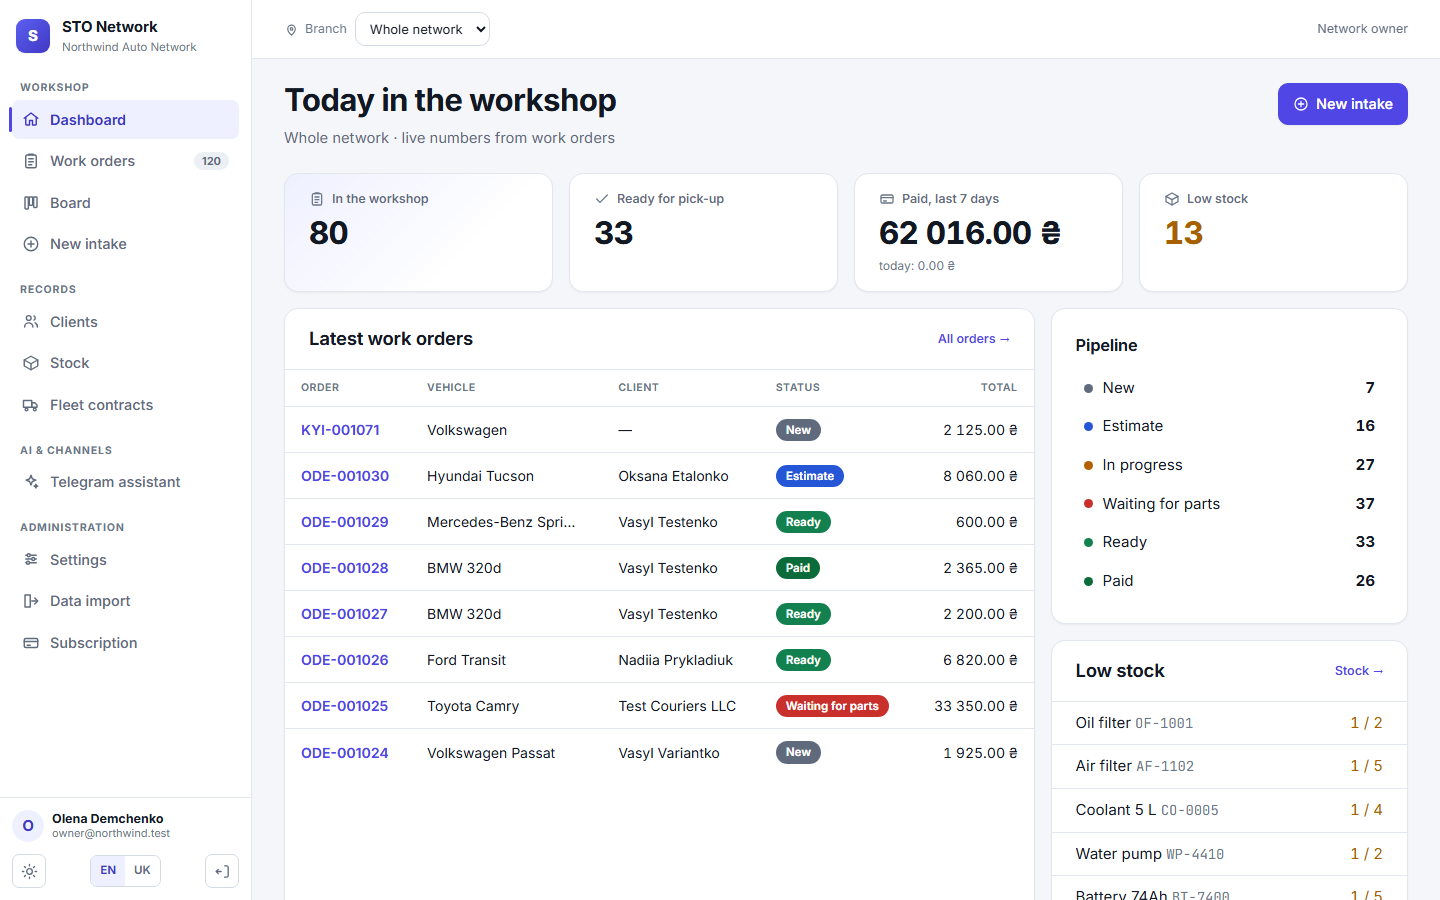 S
STO Network
Northwind Auto Network
WORKSHOP
Dashboard
Work orders 120
Board
New intake
RECORDS
Clients
Stock
Fleet contracts
AI & CHANNELS
Telegram assistant
ADMINISTRATION
Settings
Data import
Subscription
O
Olena Demchenko
owner@northwind.test
EN UK
Branch Whole network
Network owner
Today in the workshop
Whole network · live numbers from work orders
New intake
In the workshop
80
Ready for pick-up
33
Paid, last 7 days
62 016.00 ₴
today: 0.00 ₴
Low stock
13
Latest work orders
All orders →
ORDER VEHICLE CLIENT STATUS TOTAL
KYI-001071 Volkswagen — New 2 125.00 ₴
ODE-001030 Hyundai Tucson Oksana Etalonko Estimate 8 060.00 ₴
ODE-001029 Mercedes-Benz Spri... Vasyl Testenko Ready 600.00 ₴
ODE-001028 BMW 320d Vasyl Testenko Paid 2 365.00 ₴
ODE-001027 BMW 320d Vasyl Testenko Ready 2 200.00 ₴
ODE-001026 Ford Transit Nadiia Prykladiuk Ready 6 820.00 ₴
ODE-001025 Toyota Camry Test Couriers LLC Waiting for parts 33 350.00 ₴
ODE-001024 Volkswagen Passat Vasyl Variantko New 1 925.00 ₴
Pipeline
New 7
Estimate 16
In progress 27
Waiting for parts 37
Ready 33
Paid 26
Low stock
Stock →
Oil filter OF-1001 1 / 2
Air filter AF-1102 1 / 5
Coolant 5 L CO-0005 1 / 4
Water pump WP-4410 1 / 2
Battery 74Ah BT-7400 1 / 5